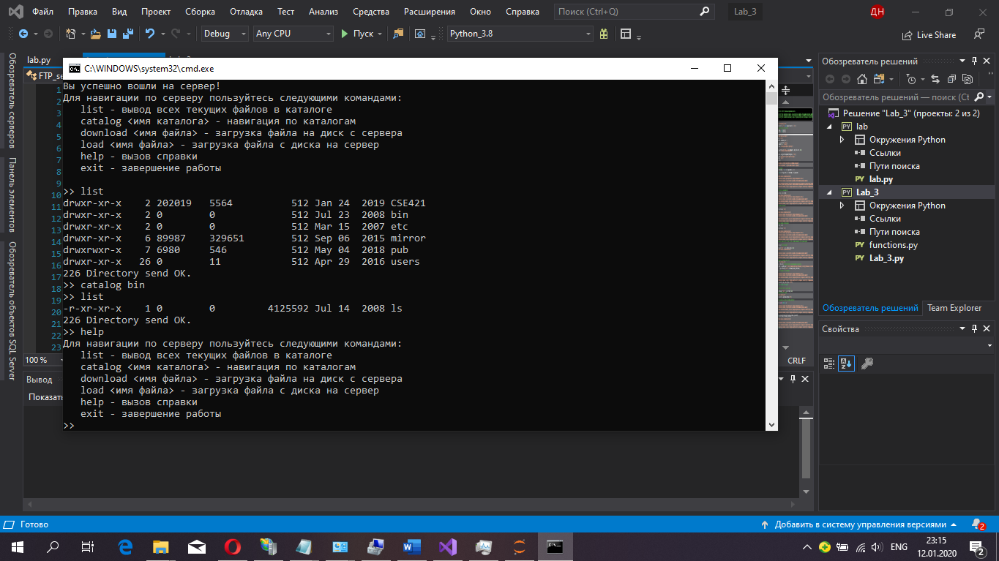 Файл Правка Вид Проект Сборка Отладка Тест Анализ Средства Расширения Окно Справка Поиск (Ctrl+Q) Lab_3 ДН
Debug Any CPU Пуск Python_3.8 Live Share
lab.py
FTP_se
Обозреватель серверов
Панель элементов
Обозреватель объектов SQL Server
1
2
3
4
5
6
7
8
9
10
11
12
13
14
15
16
17
18
19
20
21
22
23
100 %
CRLF
Вывод
Показать
C:\WINDOWS\system32\cmd.exe
Вы успешно вошли на сервер!
Для навигации по серверу пользуйтесь следующими командами:
list - вывод всех текущих файлов в каталоге
catalog <имя каталога> - навигация по каталогам
download <имя файла> - загрузка файла на диск с сервера
load <имя файла> - загрузка файла с диска на сервер
help - вызов справки
exit - завершение работы
>> list
drwxr-xr-x 2 202019 5564 512 Jan 24 2019 CSE421
drwxr-xr-x 2 0 0 512 Jul 23 2008 bin
drwxr-xr-x 2 0 0 512 Mar 15 2007 etc
drwxr-xr-x 6 89987 329651 512 Sep 06 2015 mirror
drwxrwxr-x 7 6980 546 512 May 04 2018 pub
drwxr-xr-x 26 0 11 512 Apr 29 2016 users
226 Directory send OK.
>> catalog bin
>> list
-r-xr-xr-x 1 0 0 4125592 Jul 14 2008 ls
226 Directory send OK.
>> help
Для навигации по серверу пользуйтесь следующими командами:
list - вывод всех текущих файлов в каталоге
catalog <имя каталога> - навигация по каталогам
download <имя файла> - загрузка файла на диск с сервера
load <имя файла> - загрузка файла с диска на сервер
help - вызов справки
exit - завершение работы
>>
Обозреватель решений
Обозреватель решений — поиск (Ct
Решение "Lab_3" (проекты: 2 из 2)
PY lab
Окружения Python
Ссылки
Пути поиска
PY lab.py
PY Lab_3
Окружения Python
Ссылки
Пути поиска
PY functions.py
PY Lab_3.py
Обозреватель решений Team Explorer
Свойства
Готово Добавить в систему управления версиями 2
ENG 23:15
12.01.2020 2